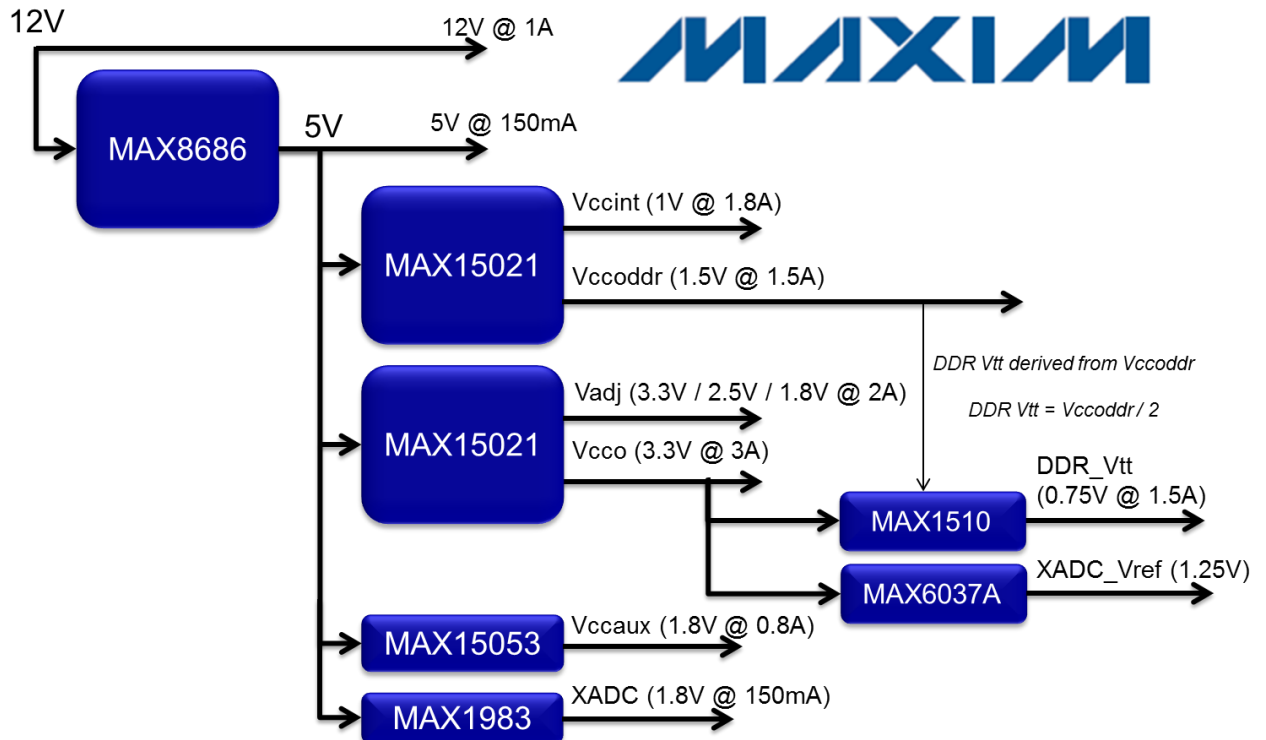 12V
12V @ 1A
MAXIM
MAX8686
5V
5V @ 150mA
MAX15021
Vccint (1V @ 1.8A)
Vccoddr (1.5V @ 1.5A)
DDR Vtt derived from Vccoddr
DDR Vtt = Vccoddr / 2
MAX15021
Vadj (3.3V / 2.5V / 1.8V @ 2A)
Vcco (3.3V @ 3A)
MAX1510
DDR_Vtt
(0.75V @ 1.5A)
MAX6037A
XADC_Vref (1.25V)
MAX15053
Vccaux (1.8V @ 0.8A)
MAX1983
XADC (1.8V @ 150mA)